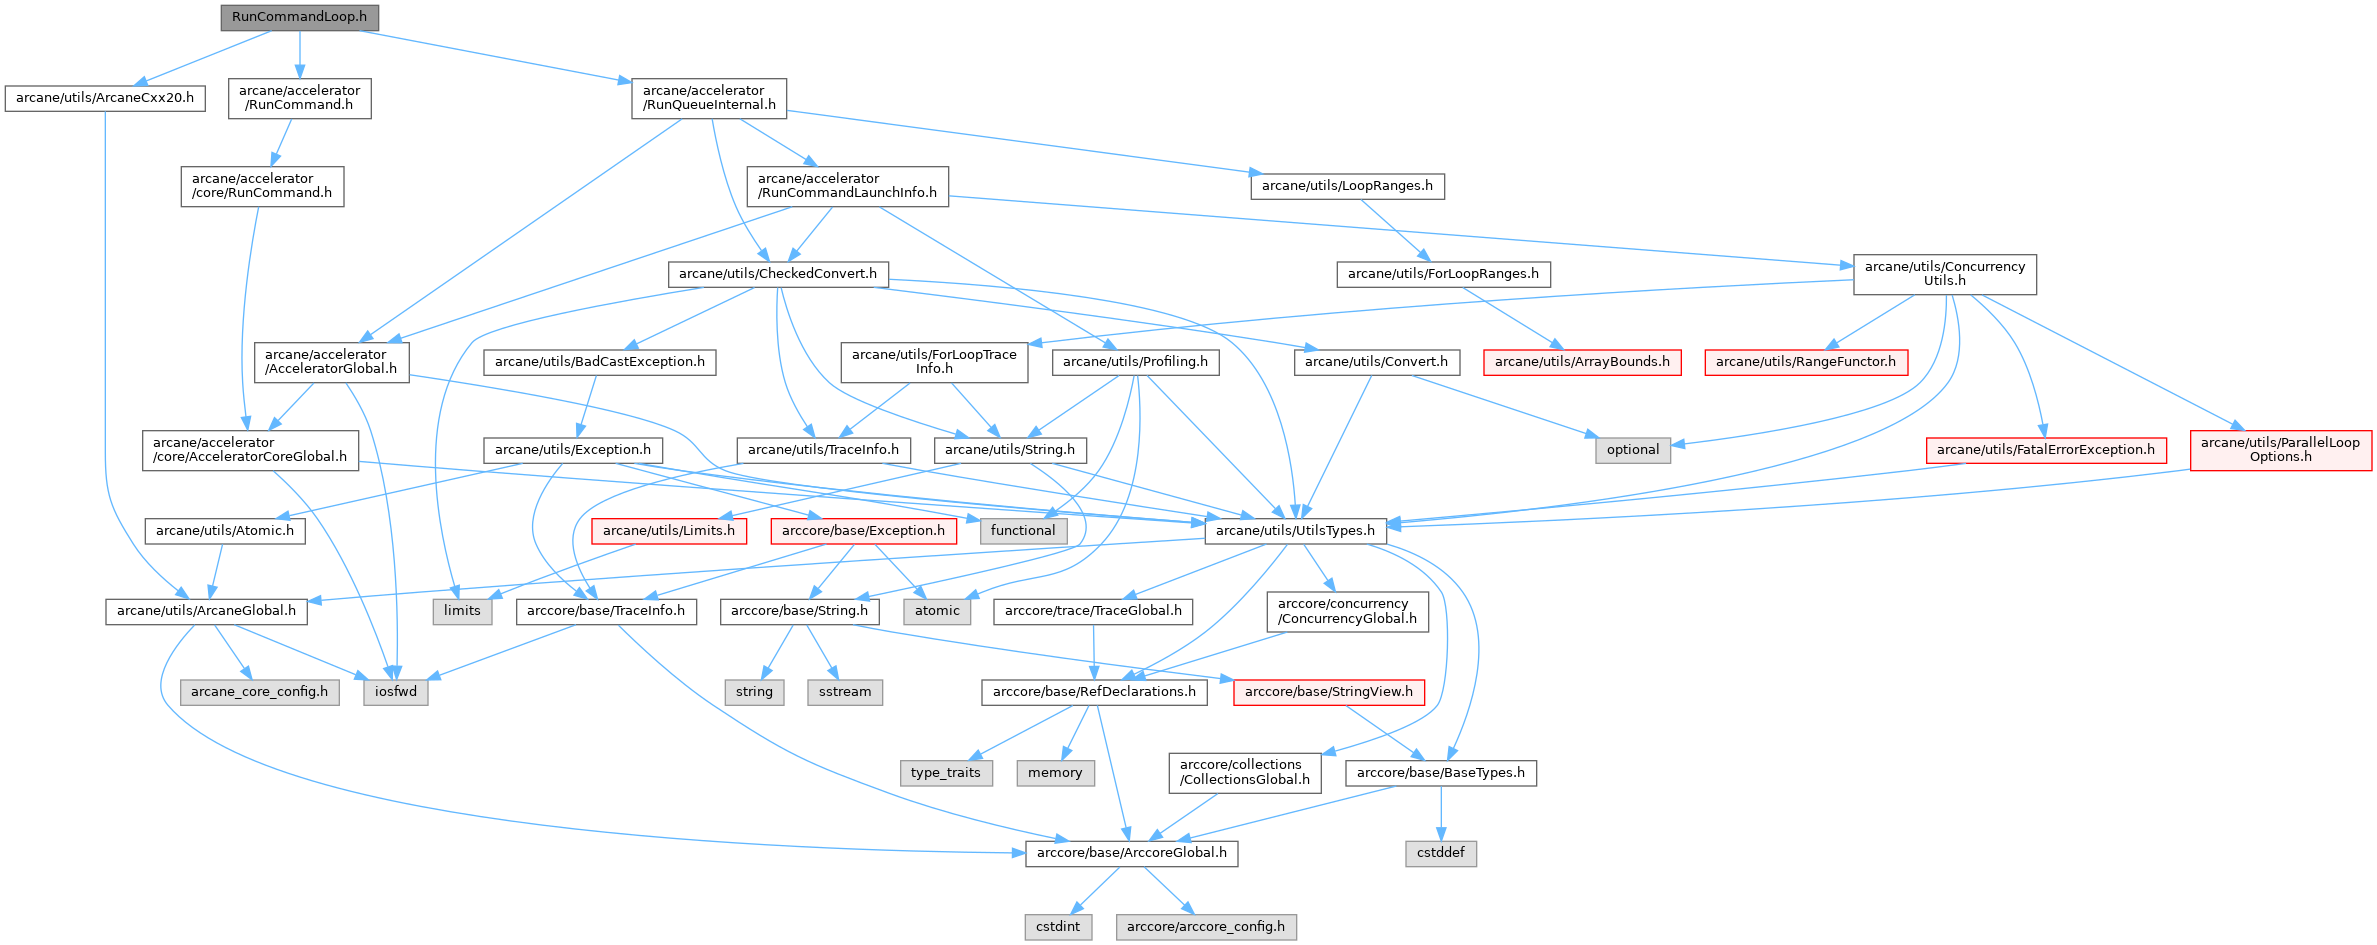 RunCommandLoop.h
arcane/utils/ArcaneCxx20.h
arcane/accelerator
/RunCommand.h
arcane/accelerator
/RunQueueInternal.h
arcane/accelerator
/core/RunCommand.h
arcane/accelerator
/RunCommandLaunchInfo.h
arcane/utils/LoopRanges.h
arcane/utils/CheckedConvert.h
arcane/utils/ForLoopRanges.h
arcane/utils/Concurrency
Utils.h
arcane/accelerator
/AcceleratorGlobal.h
arcane/utils/BadCastException.h
arcane/utils/ForLoopTrace
Info.h
arcane/utils/Profiling.h
arcane/utils/Convert.h
arcane/utils/ArrayBounds.h
arcane/utils/RangeFunctor.h
arcane/accelerator
/core/AcceleratorCoreGlobal.h
arcane/utils/Exception.h
arcane/utils/TraceInfo.h
arcane/utils/String.h
optional
arcane/utils/FatalErrorException.h
arcane/utils/ParallelLoop
Options.h
arcane/utils/Atomic.h
arcane/utils/Limits.h
arccore/base/Exception.h
functional
arcane/utils/UtilsTypes.h
arcane/utils/ArcaneGlobal.h
limits
arccore/base/TraceInfo.h
arccore/base/String.h
atomic
arccore/trace/TraceGlobal.h
arccore/concurrency
/ConcurrencyGlobal.h
arcane_core_config.h
iosfwd
string
sstream
arccore/base/RefDeclarations.h
arccore/base/StringView.h
type_traits
memory
arccore/collections
/CollectionsGlobal.h
arccore/base/BaseTypes.h
arccore/base/ArccoreGlobal.h
cstddef
cstdint
arccore/arccore_config.h